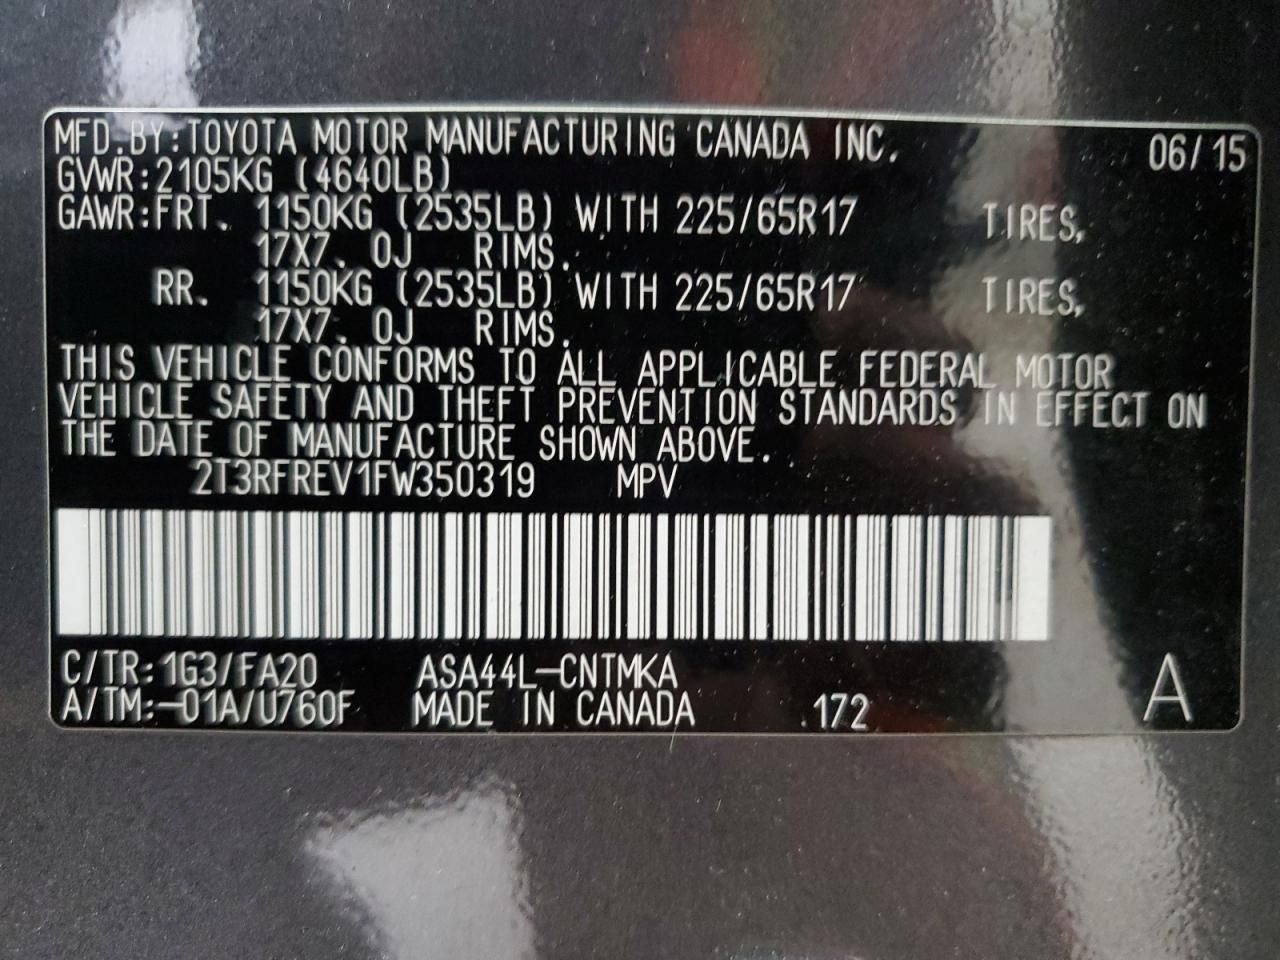 MFD.BY:TOYOTA MOTOR MANUFACTURING CANADA INC. 06/15
GVWR:2105KG (4640LB)
GAWR:FRT. 1150KG (2535LB) WITH 225/65R17 TIRES,
17X7.0J RIMS.
RR. 1150KG (2535LB) WITH 225/65R17 TIRES,
17X7.0J RIMS.
THIS VEHICLE CONFORMS TO ALL APPLICABLE FEDERAL MOTOR
VEHICLE SAFETY AND THEFT PREVENTION STANDARDS IN EFFECT ON
THE DATE OF MANUFACTURE SHOWN ABOVE.
2T3RFREV1FW350319 MPV
C/TR:1G3/FA20 ASA44L-CNTMKA
A/TM:-01A/U760F MADE IN CANADA .172 A